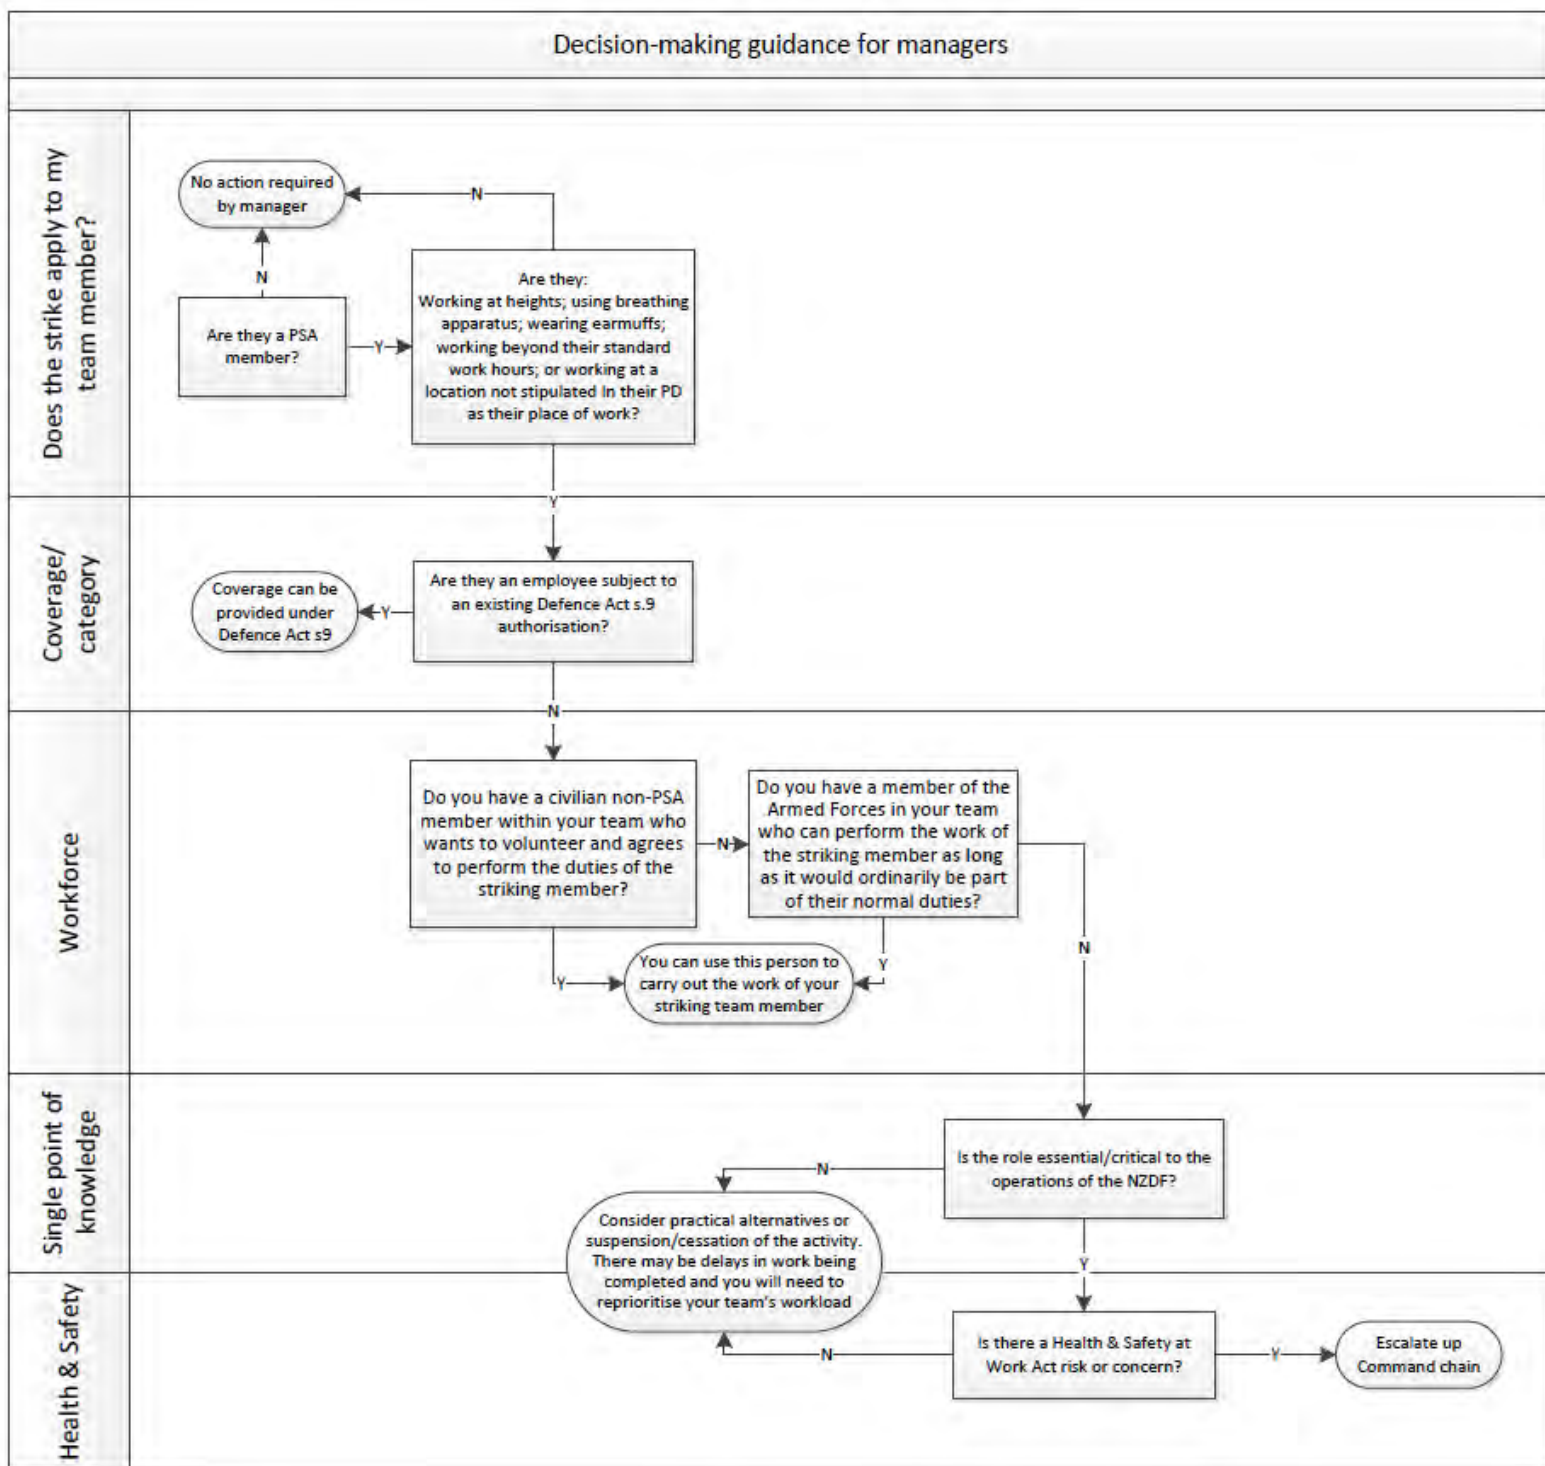 Decision-making guidance for managers
Does the strike apply to my
team member?
No action required
by manager
N
N
Are they a PSA
member?
Y
Are they:
Working at heights; using breathing
apparatus; wearing earmuffs;
working beyond their standard
work hours; or working at a
location not stipulated in their PD
as their place of work?
Y
Coverage/
category
Coverage can be
provided under
Defence Act s9
Y
Are they an employee subject to
an existing Defence Act s.9
authorisation?
N
Workforce
Do you have a civilian non-PSA
member within your team who
wants to volunteer and agrees
to perform the duties of the
striking member?
N
Do you have a member of the
Armed Forces in your team
who can perform the work of
the striking member as long
as it would ordinarily be part
of their normal duties?
N
Y
You can use this person to
carry out the work of your
striking team member
Y
Single point of
knowledge
Is the role essential/critical to the
operations of the NZDF?
N
Y
Consider practical alternatives or
suspension/cessation of the activity.
There may be delays in work being
completed and you will need to
reprioritise your team's workload
Health & Safety
N
Is there a Health & Safety at
Work Act risk or concern?
Y
Escalate up
Command chain